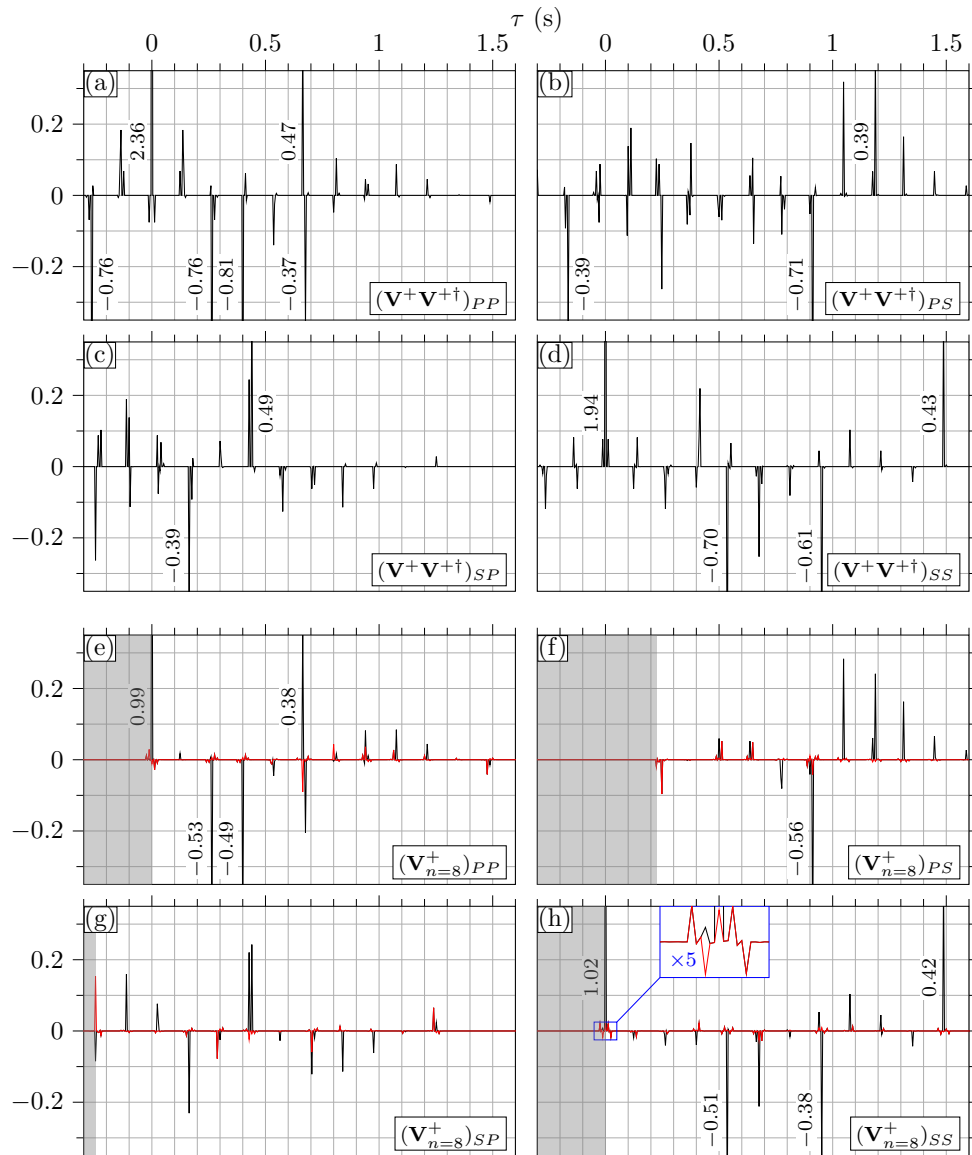 τ (s)
0 0.5 1 1.5 0 0.5 1 1.5
(a) (b)
0.2
0
−0.2
2.36 0.47 0.39
−0.76 −0.76 −0.81 −0.37 −0.39 −0.71
(V⁺V⁺†)PP (V⁺V⁺†)PS
(c) (d)
0.2
0
−0.2
0.49 1.94 0.43
−0.39 −0.70 −0.61
(V⁺V⁺†)SP (V⁺V⁺†)SS
(e) (f)
0.2
0
−0.2
0.99 0.38
−0.53 −0.49 −0.56
(V⁺n=8)PP (V⁺n=8)PS
(g) (h)
0.2
0
−0.2
×5
1.02 0.42
−0.51 −0.38
(V⁺n=8)SP (V⁺n=8)SS